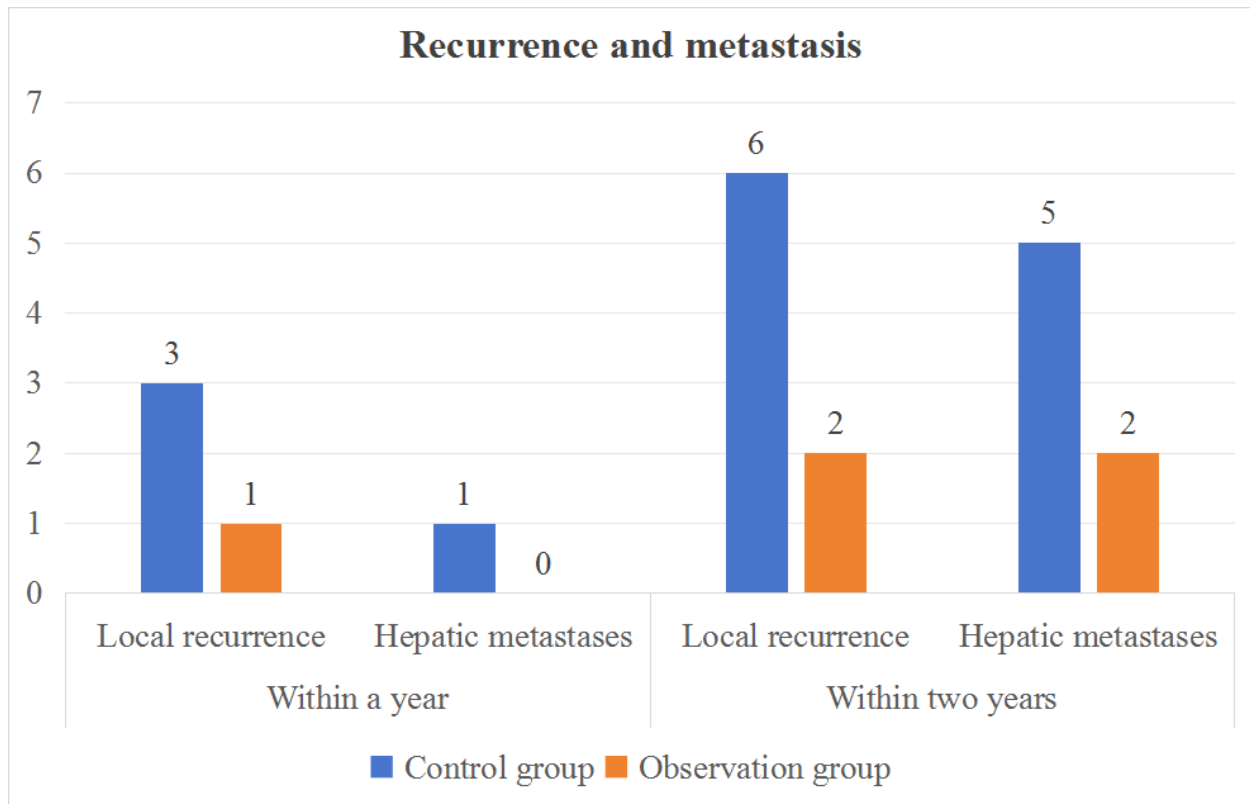 Recurrence and metastasis
7
6
5
4
3
2
1
0
3
1
1
0
6
2
5
2
Local recurrence
Hepatic metastases
Local recurrence
Hepatic metastases
Within a year
Within two years
Control group
Observation group